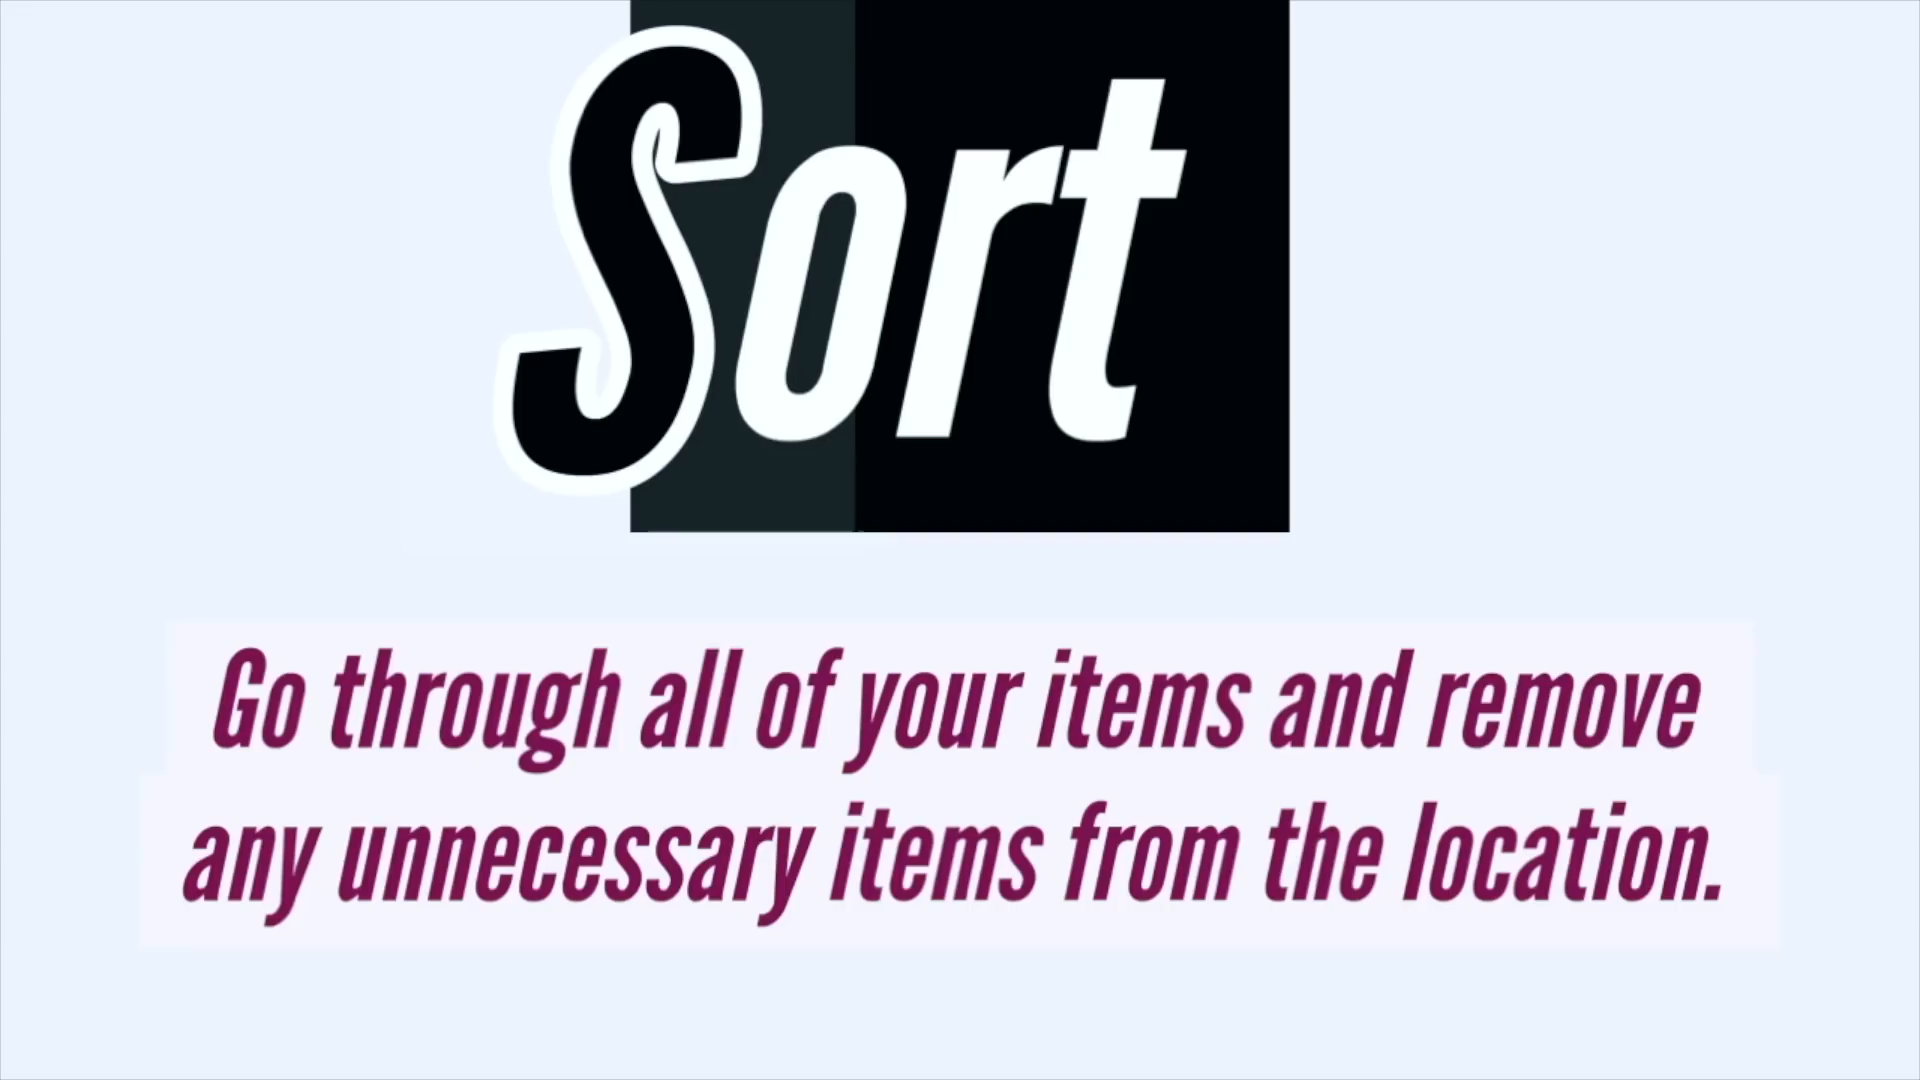 Sort
Go through all of your items and remove
any unnecessary items from the location.